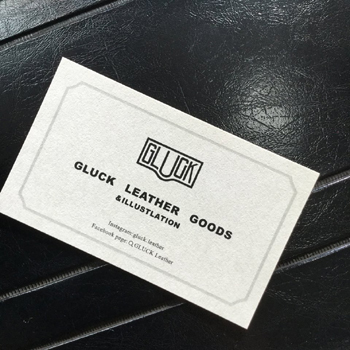 GLUCK
GLUCK LEATHER GOODS
&ILLUSTLATION
Instagram:gluck.leather
Facebook page: GLUCK Leather